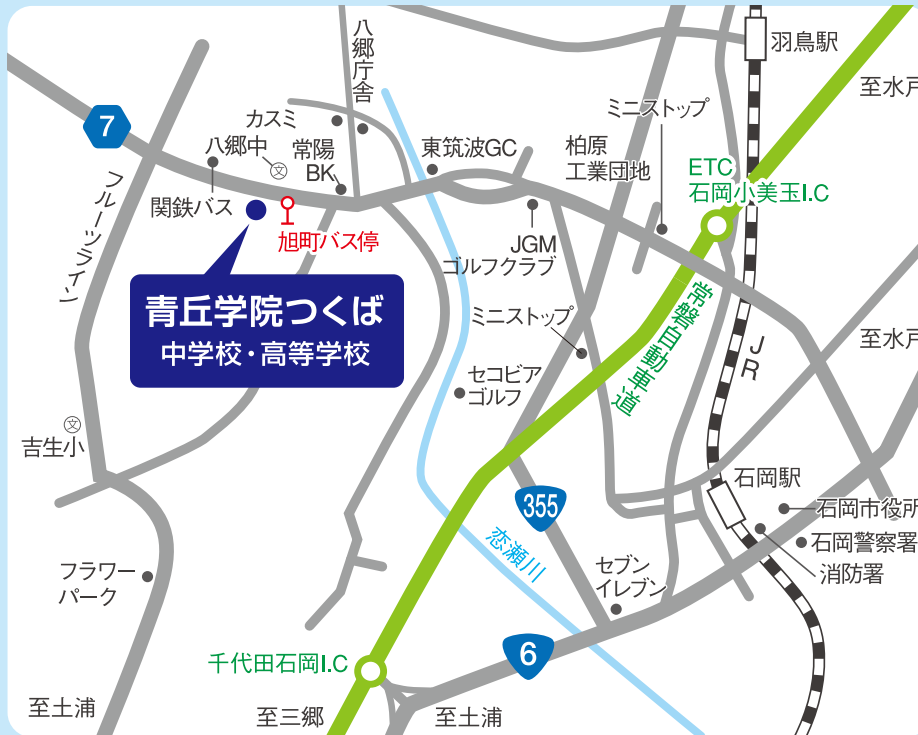 八郷庁舎
羽鳥駅
至水戸
カスミ
ミニストップ
7
八郷中
文
常陽
BK
東筑波GC
柏原
工業団地
ETC
石岡小美玉I.C
フルーツライン
関鉄バス
旭町バス停
JGM
ゴルフクラブ
青丘学院つくば
中学校・高等学校
常磐自動車道
ミニストップ
JR
至水戸
セコビア
ゴルフ
文
吉生小
石岡駅
355
石岡市役所
恋瀬川
石岡警察署
消防署
フラワー
パーク
セブン
イレブン
6
千代田石岡I.C
至土浦
至三郷
至土浦